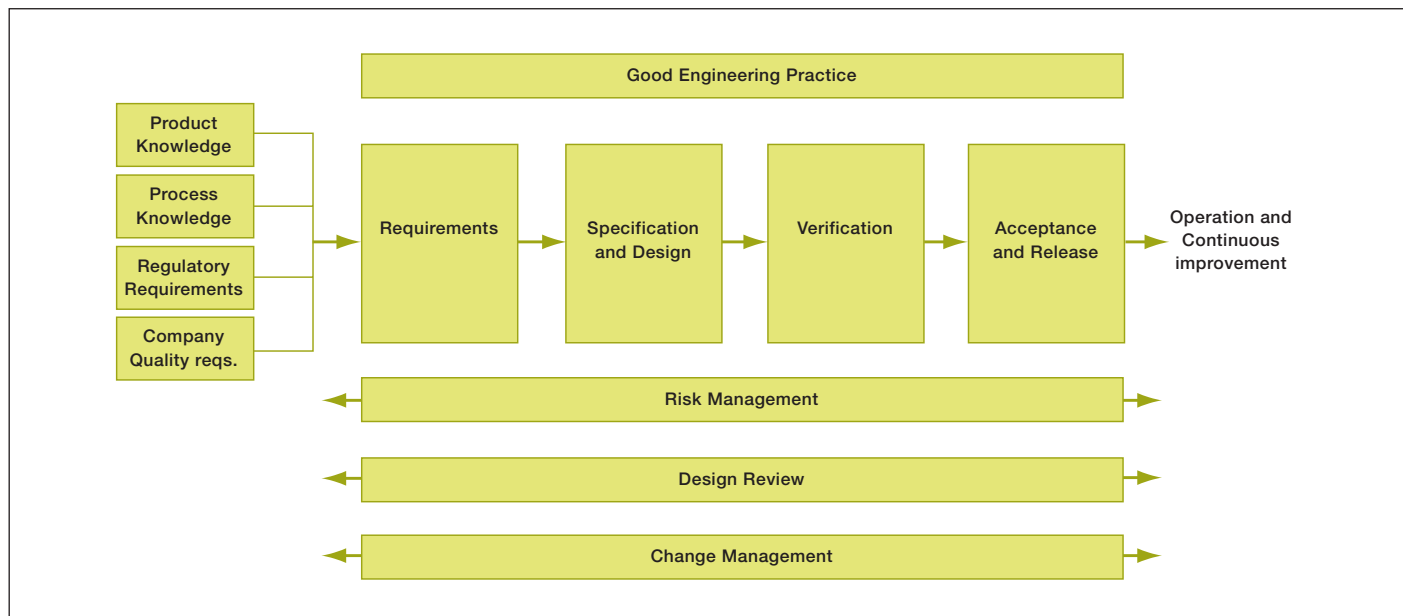 Good Engineering Practice
Product
Knowledge
Process
Knowledge
Regulatory
Requirements
Company
Quality reqs.
Requirements
Specification
and Design
Verification
Acceptance
and Release
Operation and
Continuous
improvement
Risk Management
Design Review
Change Management